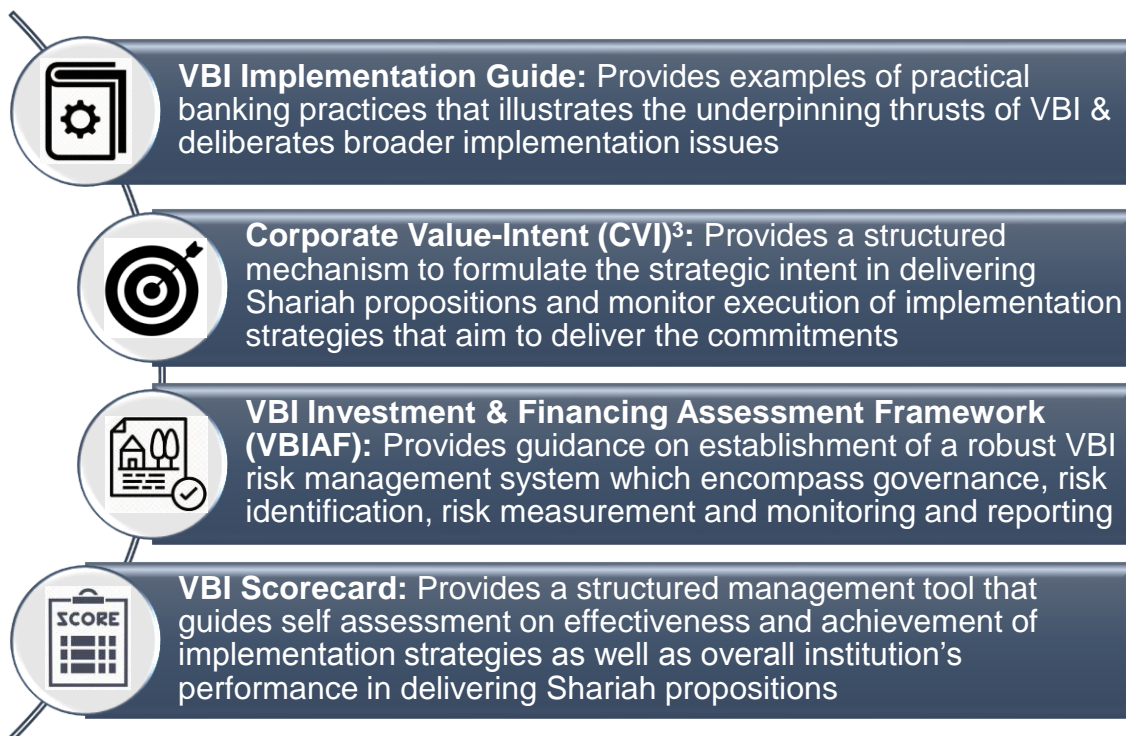 VBI Implementation Guide: Provides examples of practical
banking practices that illustrates the underpinning thrusts of VBI &
deliberates broader implementation issues
Corporate Value-Intent (CVI)³: Provides a structured
mechanism to formulate the strategic intent in delivering
Shariah propositions and monitor execution of implementation
strategies that aim to deliver the commitments
VBI Investment & Financing Assessment Framework
(VBIAF): Provides guidance on establishment of a robust VBI
risk management system which encompass governance, risk
identification, risk measurement and monitoring and reporting
SCORE
VBI Scorecard: Provides a structured management tool that
guides self assessment on effectiveness and achievement of
implementation strategies as well as overall institution's
performance in delivering Shariah propositions